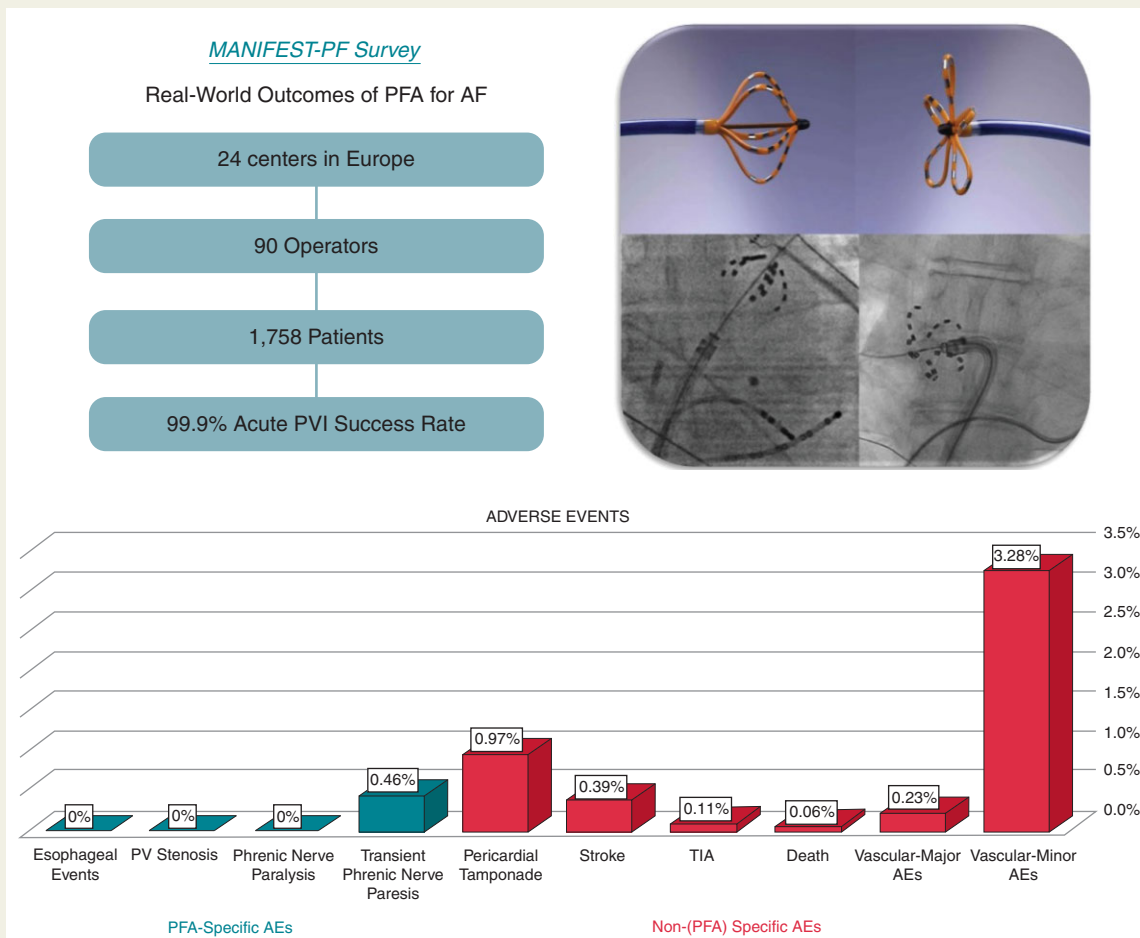 MANIFEST-PF Survey
Real-World Outcomes of PFA for AF
24 centers in Europe
90 Operators
1,758 Patients
99.9% Acute PVI Success Rate
ADVERSE EVENTS
3.5%
3.0%
2.5%
2.0%
1.5%
1.0%
0.5%
0.0%
0%
0%
0%
0.46%
0.97%
0.39%
0.11%
0.06%
0.23%
3.28%
Esophageal
Events
PV Stenosis
Phrenic Nerve
Paralysis
Transient
Phrenic Nerve
Paresis
Pericardial
Tamponade
Stroke
TIA
Death
Vascular-Major
AEs
Vascular-Minor
AEs
PFA-Specific AEs
Non-(PFA) Specific AEs